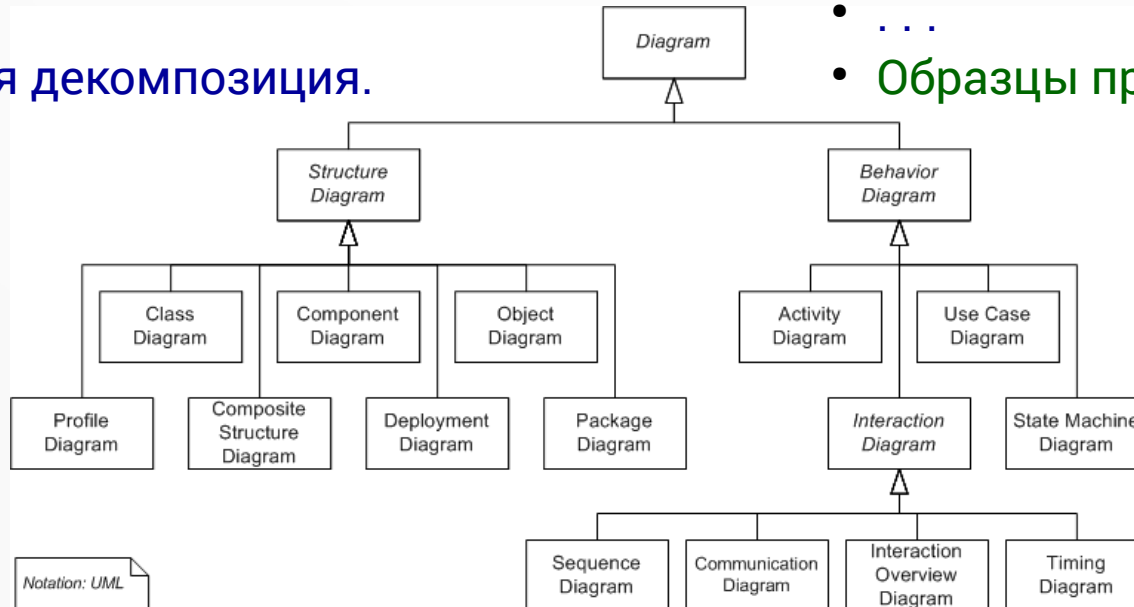 . . .
я декомпозиция.
Образцы пр
Diagram
Structure
Diagram
Behavior
Diagram
Class
Diagram
Component
Diagram
Object
Diagram
Activity
Diagram
Use Case
Diagram
Profile
Diagram
Composite
Structure
Diagram
Deployment
Diagram
Package
Diagram
Interaction
Diagram
State Machine
Diagram
Sequence
Diagram
Communication
Diagram
Interaction
Overview
Diagram
Timing
Diagram
Notation: UML